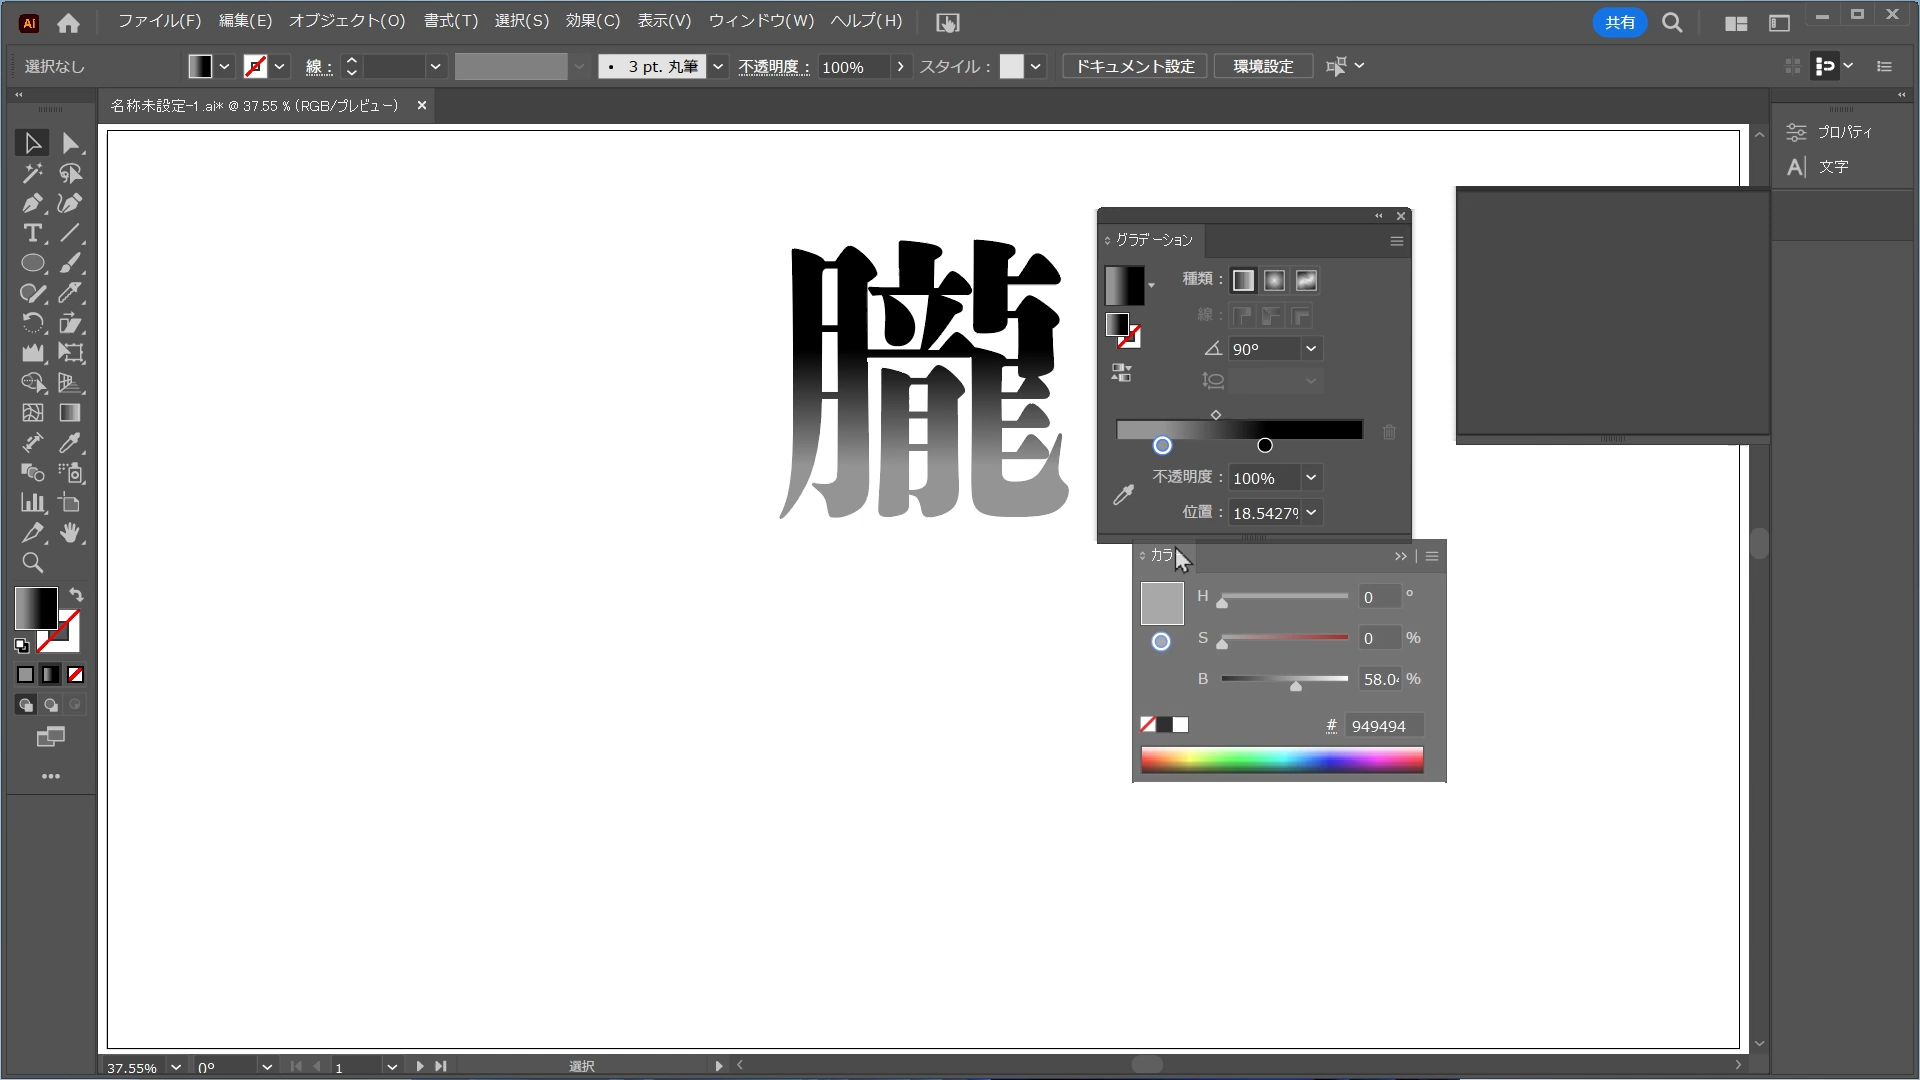 Ai ファイル(F) 編集(E) オブジェクト(O) 書式(T) 選択(S) 効果(C) 表示(V) ウィンドウ(W) ヘルプ(H) 共有
選択なし 線： 3 pt. 丸筆 不透明度： 100% スタイル： ドキュメント設定 環境設定
名称未設定-1.ai* @ 37.55 % (RGB/プレビュー)
プロパティ
文字
朧
グラデーション
種類：
線：
90°
不透明度： 100%
位置： 18.5427%
カラ
H 0 °
S 0 %
B 58.04 %
# 949494
37.55% 0° 1 選択